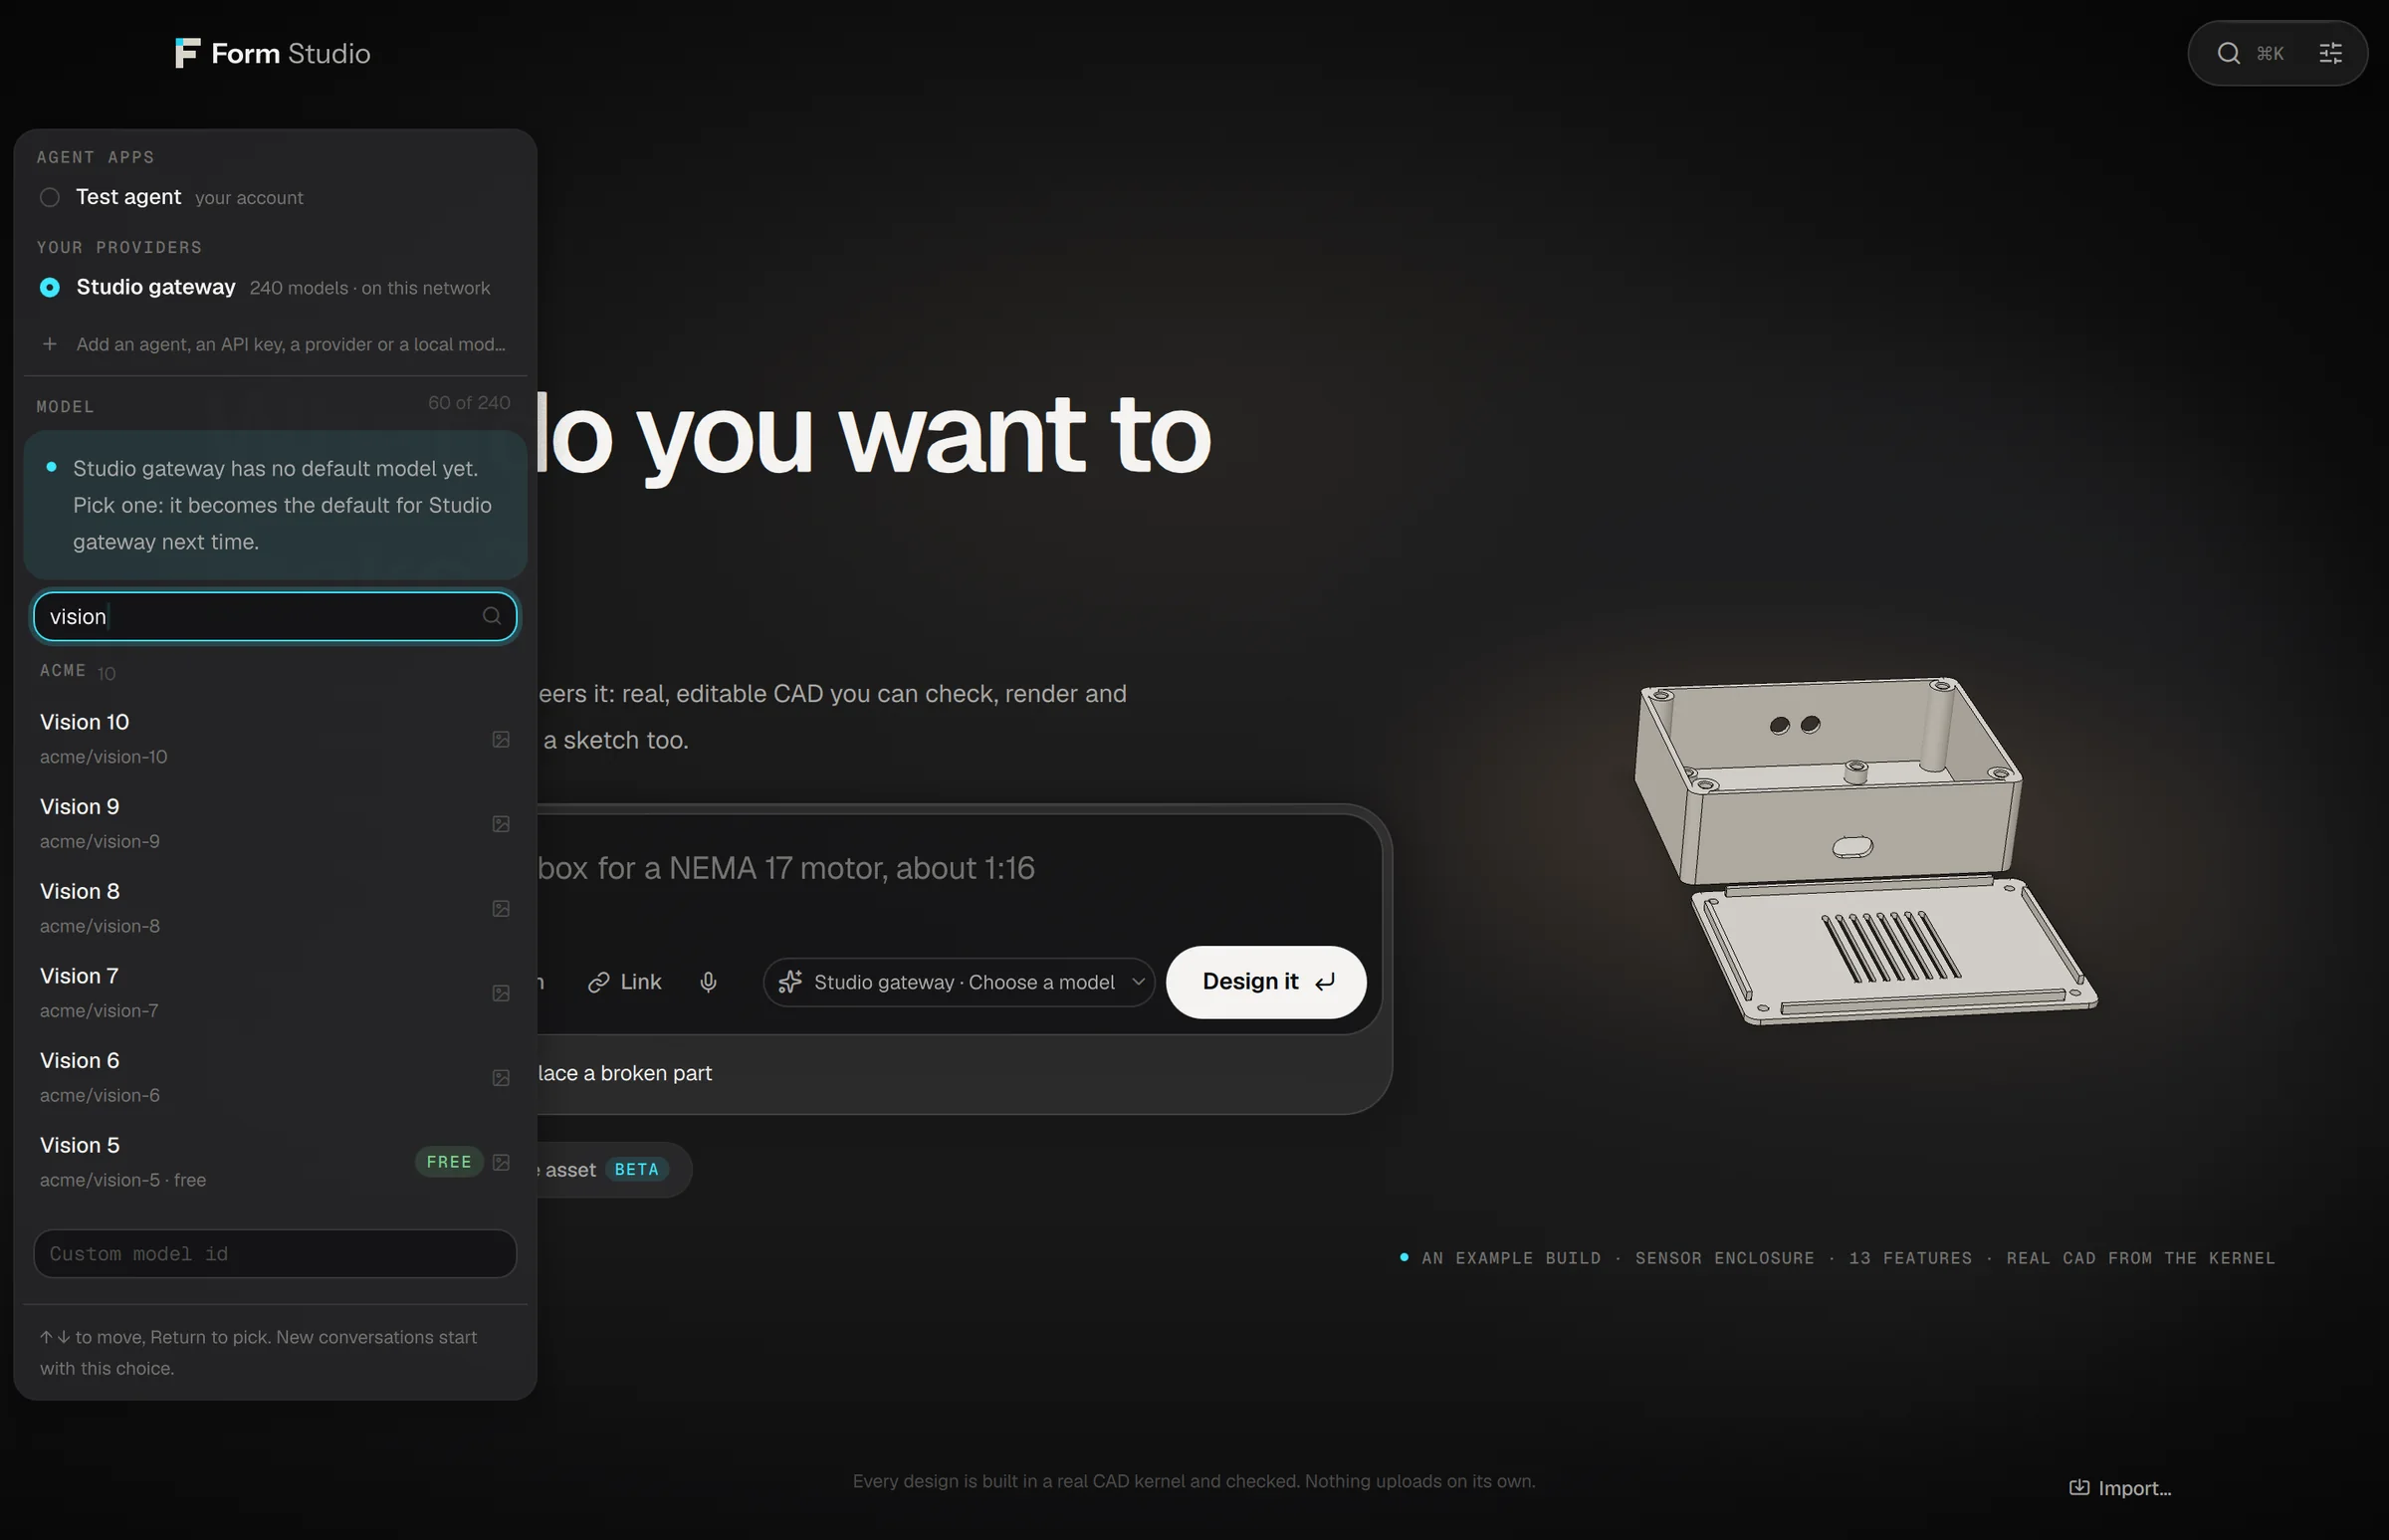 Form Studio
⌘K
AGENT APPS
Test agent your account
YOUR PROVIDERS
Studio gateway 240 models · on this network
+ Add an agent, an API key, a provider or a local mod...
MODEL 60 of 240
Studio gateway has no default model yet.
Pick one: it becomes the default for Studio
gateway next time.
vision
ACME 10
Vision 10
acme/vision-10
Vision 9
acme/vision-9
Vision 8
acme/vision-8
Vision 7
acme/vision-7
Vision 6
acme/vision-6
Vision 5
acme/vision-5 · free
FREE
Custom model id
↑ ↓ to move, Return to pick. New conversations start
with this choice.
lo you want to
eers it: real, editable CAD you can check, render and
a sketch too.
box for a NEMA 17 motor, about 1:16
Link
Studio gateway · Choose a model
Design it
lace a broken part
asset BETA
AN EXAMPLE BUILD · SENSOR ENCLOSURE · 13 FEATURES · REAL CAD FROM THE KERNEL
Every design is built in a real CAD kernel and checked. Nothing uploads on its own.
Import...